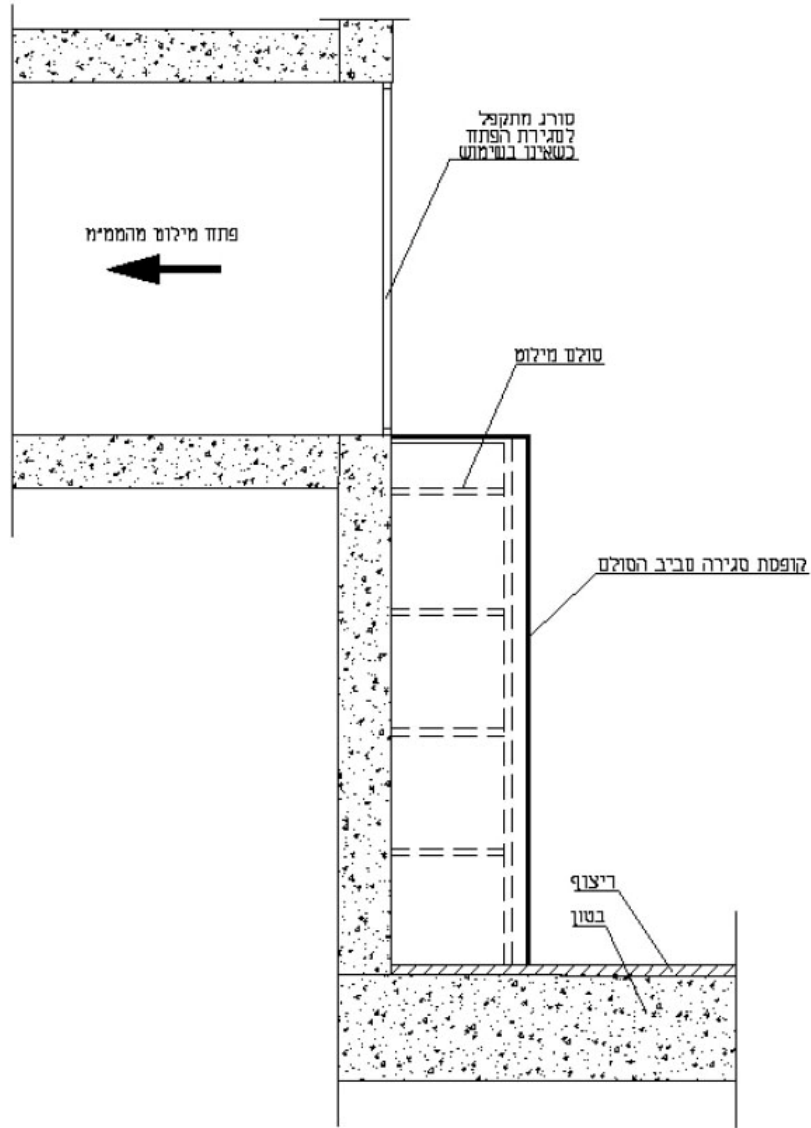 סורג מתקפל
לסגירת הפתח
כשאינו בשימוש
פתח מילוט מהממ"מ
סולם מילוט
קופסת סגירה סביב הסולם
ריצוף
בטון